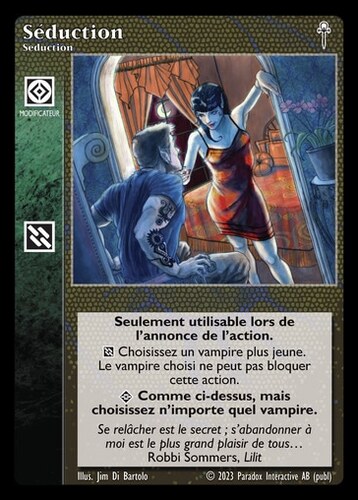 Séduction
Seduction
MODIFICATEUR
Seulement utilisable lors de
l'annonce de l'action.
Choisissez un vampire plus jeune.
Le vampire choisi ne peut pas bloquer
cette action.
Comme ci-dessus, mais
choisissez n'importe quel vampire.
Se relâcher est le secret ; s'abandonner à
moi est le plus grand plaisir de tous…
Robbi Sommers, Lilit
Illus. Jim Di Bartolo
© 2023 Paradox Interactive AB (publ)